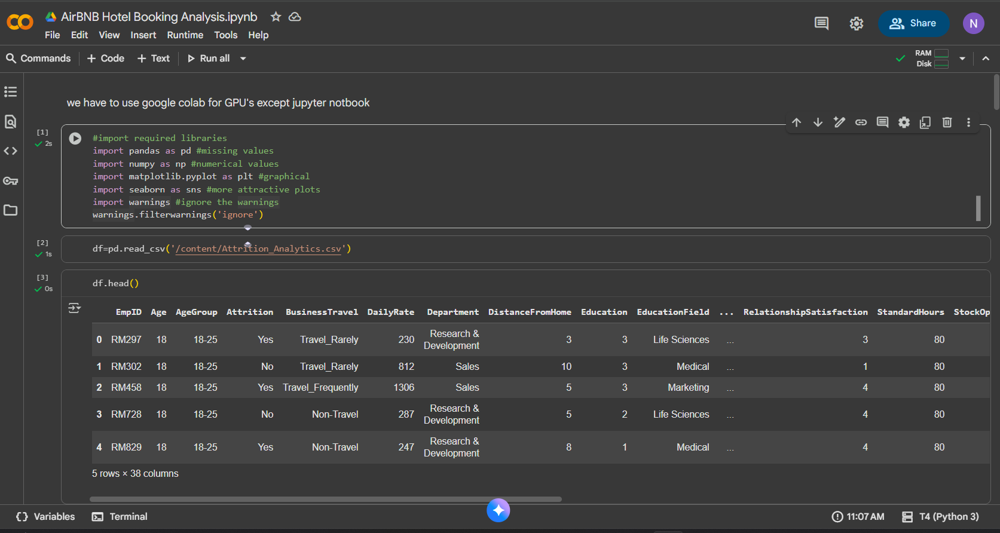 AirBNB Hotel Booking Analysis.ipynb
File Edit View Insert Runtime Tools Help
Share
N
Commands + Code + Text Run all
RAM
Disk
we have to use google colab for GPU's except jupyter notbook
[1]
2s
#import required libraries
import pandas as pd #missing values
import numpy as np #numerical values
import matplotlib.pyplot as plt #graphical
import seaborn as sns #more attractive plots
import warnings #ignore the warnings
warnings.filterwarnings('ignore')
[2]
1s
df=pd.read_csv('/content/Attrition_Analytics.csv')
[3]
0s
df.head()
EmpID Age AgeGroup Attrition BusinessTravel DailyRate Department DistanceFromHome Education EducationField ... RelationshipSatisfaction StandardHours StockOp
0 RM297 18 18-25 Yes Travel_Rarely 230 Research & Development 3 3 Life Sciences ... 3 80
1 RM302 18 18-25 No Travel_Rarely 812 Sales 10 3 Medical ... 1 80
2 RM458 18 18-25 Yes Travel_Frequently 1306 Sales 5 3 Marketing ... 4 80
3 RM728 18 18-25 No Non-Travel 287 Research & Development 5 2 Life Sciences ... 4 80
4 RM829 18 18-25 Yes Non-Travel 247 Research & Development 8 1 Medical ... 4 80
5 rows × 38 columns
{} Variables Terminal
11:07 AM T4 (Python 3)